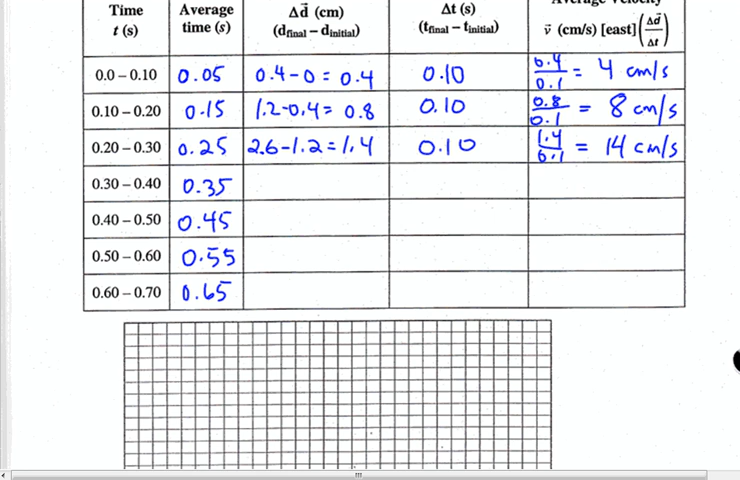 Time Average Δd⃗ (cm) Δt (s)
t (s) time (s) (dfinal – dinitial) (tfinal – tinitial) v⃗ (cm/s) [east] (Δd⃗/Δt)
0.0 – 0.10 0.05 0.4-0 = 0.4 0.10 0.4/0.1 = 4 cm/s
0.10 – 0.20 0.15 1.2-0.4 = 0.8 0.10 0.8/0.1 = 8 cm/s
0.20 – 0.30 0.25 2.6-1.2 = 1.4 0.10 1.4/0.1 = 14 cm/s
0.30 – 0.40 0.35
0.40 – 0.50 0.45
0.50 – 0.60 0.55
0.60 – 0.70 0.65